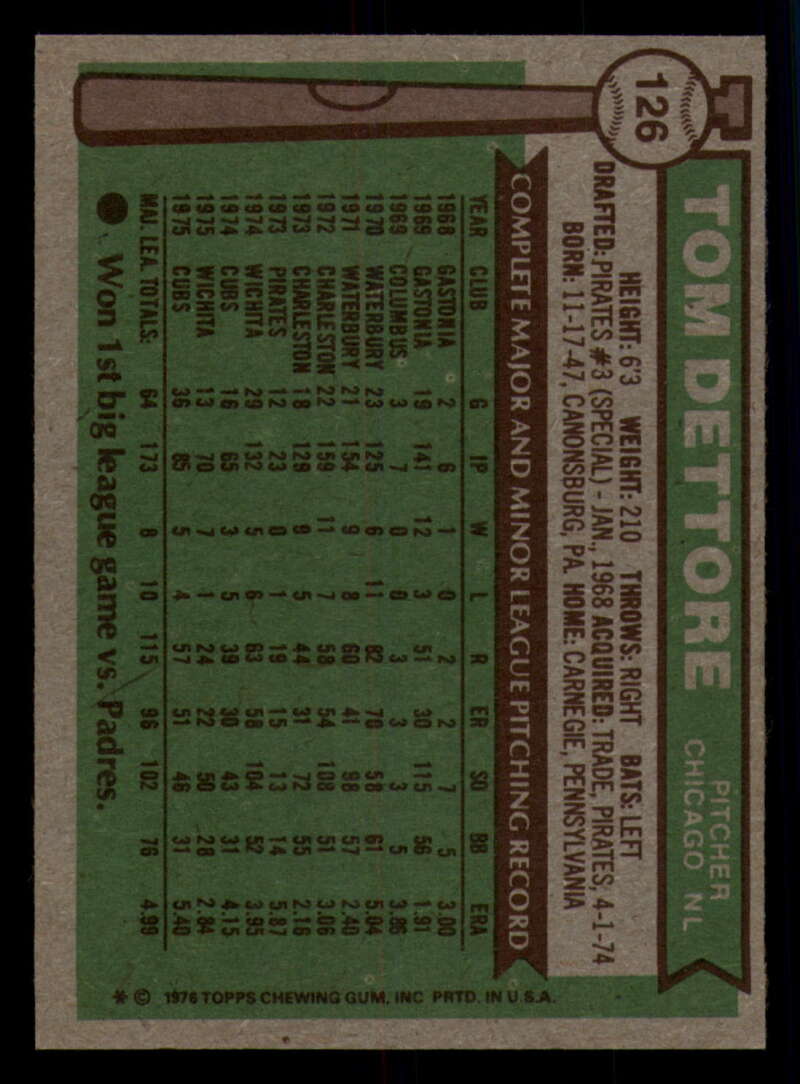 126
TOM DETTORE
PITCHER
CHICAGO NL
HEIGHT: 6'3 WEIGHT: 210 THROWS: RIGHT BATS: LEFT
DRAFTED: PIRATES #3 (SPECIAL) - JAN., 1968 ACQUIRED: TRADE, PIRATES, 4-1-74
BORN: 11-17-47, CANONSBURG, PA. HOME: CARNEGIE, PENNSYLVANIA
COMPLETE MAJOR AND MINOR LEAGUE PITCHING RECORD
YEAR CLUB G IP W L R ER SO BB ERA
1968 GASTONIA 2 6 1 0 2 2 7 5 3.00
1969 GASTONIA 19 141 12 3 51 30 115 56 1.91
1969 COLUMBUS 3 7 0 0 3 3 3 5 3.86
1970 WATERBURY 23 125 6 11 82 70 58 61 5.04
1971 WATERBURY 21 154 9 8 60 41 98 57 2.40
1972 CHARLESTON 22 159 11 7 58 54 108 51 3.06
1973 CHARLESTON 18 129 9 5 44 31 72 55 2.16
1973 PIRATES 12 23 0 1 19 15 13 14 5.87
1974 WICHITA 29 132 5 6 63 58 104 52 3.95
1974 CUBS 16 65 3 5 39 30 43 31 4.15
1975 WICHITA 13 70 7 1 24 22 50 28 2.84
1975 CUBS 36 85 5 4 57 51 46 31 5.40
MAJ. LEA. TOTALS: 64 173 8 10 115 96 102 76 4.99
Won 1st big league game vs. Padres.
* © 1976 TOPPS CHEWING GUM, INC PRTD. IN U.S.A.